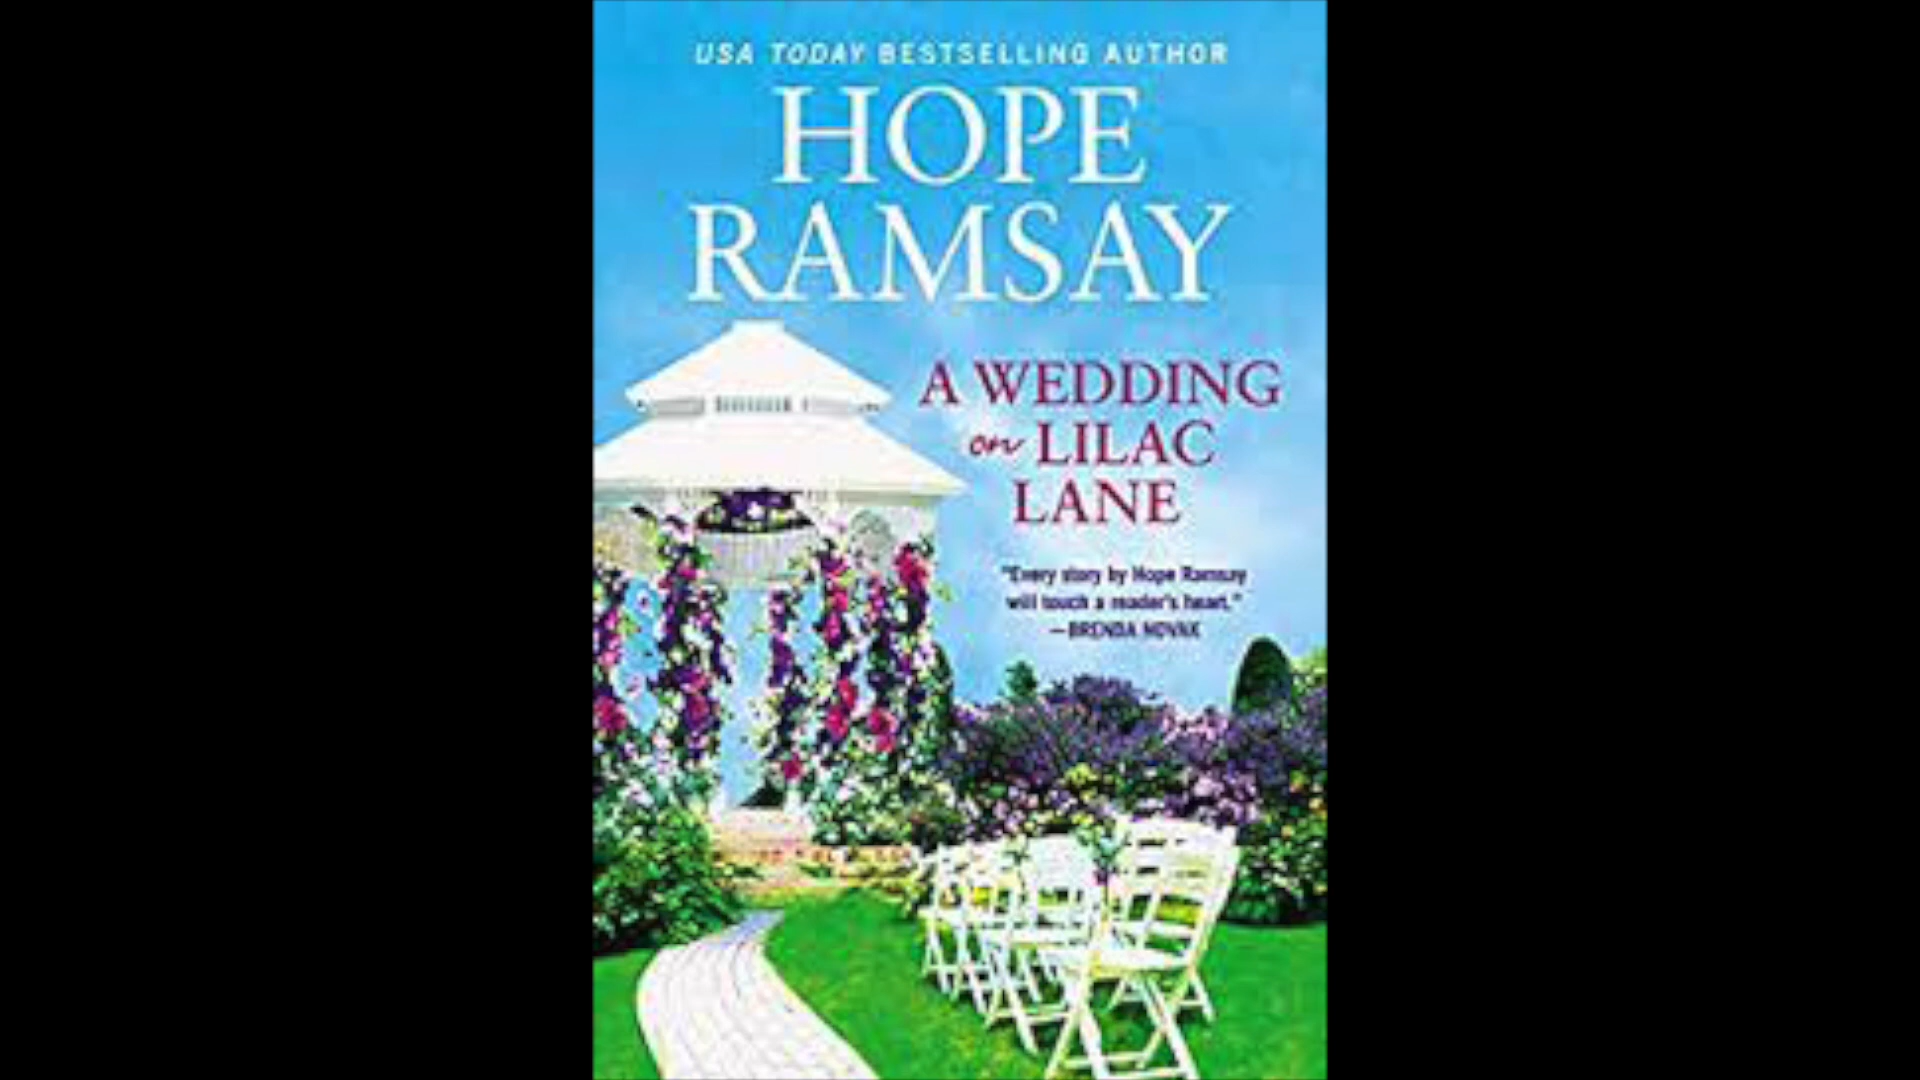 USA TODAY BESTSELLING AUTHOR
HOPE
RAMSAY
A WEDDING
on LILAC
LANE
"Every story by Hope Ramsay
will touch a reader's heart."
—BRENDA NOVAK